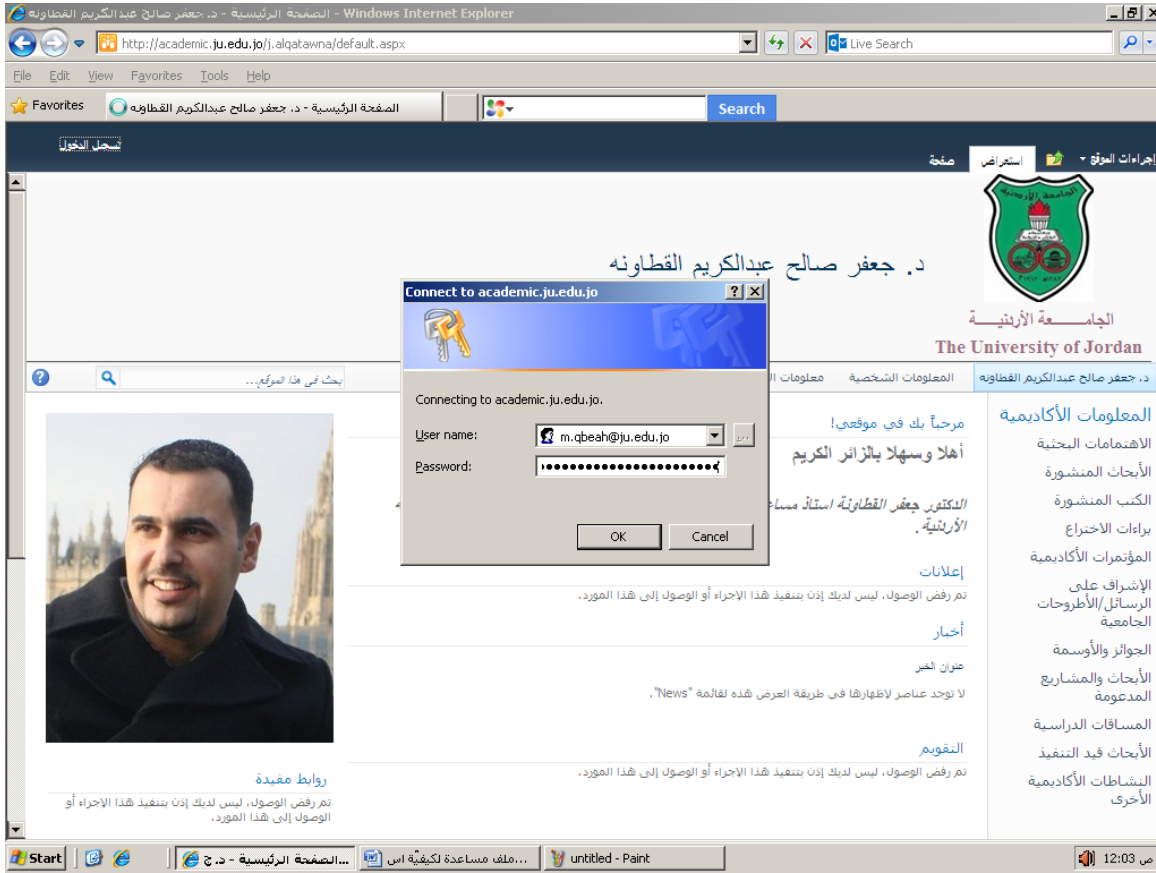 الصفحة الرئيسية - د. جعفر صالح عبدالكريم القطاونه - Windows Internet Explorer
http://academic.ju.edu.jo/j.alqatawna/default.aspx
Live Search
File Edit View Favorites Tools Help
Favorites
الصفحة الرئيسية - د. جعفر صالح عبدالكريم القطاونه
Search
إجراءات الموقع
استعراض
صفحة
تسجيل الدخول
د. جعفر صالح عبدالكريم القطاونه
الجامعة الأردنية
The University of Jordan
د. جعفر صالح عبدالكريم القطاونه
المعلومات الشخصية
معلومات
بحث في هذا الموقع...
Connect to academic.ju.edu.jo
Connecting to academic.ju.edu.jo.
User name:
m.qbeah@ju.edu.jo
Password:
OK
Cancel
المعلومات الأكاديمية
الاهتمامات البحثية
الأبحاث المنشورة
الكتب المنشورة
براءات الاختراع
المؤتمرات الأكاديمية
الإشراف على
الرسائل/الأطروحات
الجامعية
الجوائز والأوسمة
الأبحاث والمشاريع
المدعومة
المساقات الدراسية
الأبحاث قيد التنفيذ
النشاطات الأكاديمية
الأخرى
مرحباً بك في موقعي!
أهلا وسهلا بالزائر الكريم
الدكتور جعفر القطاونة استاذ
الأردنية.
إعلانات
تم رفض الوصول. ليس لديك إذن بتنفيذ هذا الإجراء أو الوصول إلى هذا المورد.
أخبار
عنوان الخبر
لا توجد عناصر لإظهارها في طريقة العرض هذه لقائمة "News".
التقويم
تم رفض الوصول. ليس لديك إذن بتنفيذ هذا الإجراء أو الوصول إلى هذا المورد.
روابط مفيدة
تم رفض الوصول. ليس لديك إذن بتنفيذ هذا الإجراء أو
الوصول إلى هذا المورد.
Start
الصفحة الرئيسية - د. ج...
ملف مساعدة لكيفيّة اس...
untitled - Paint
12:03 ص